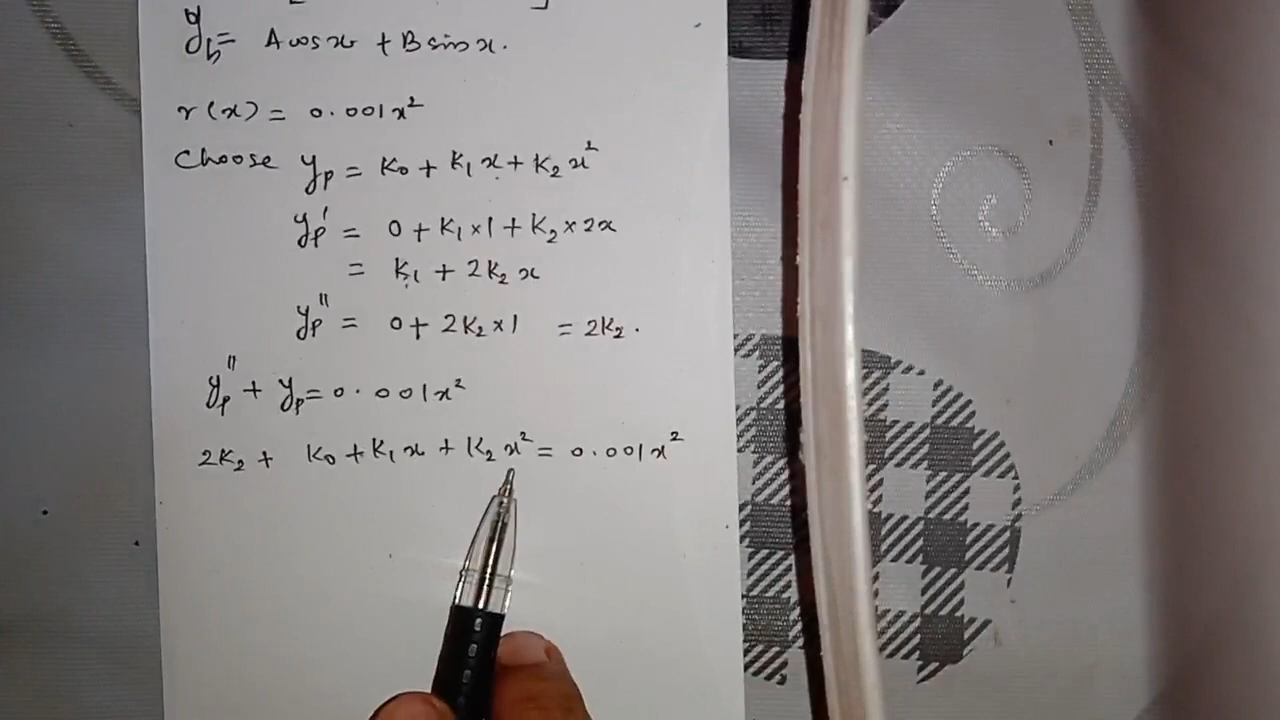 y_h = A cos x + B sin x.
r(x) = 0.001x²
Choose y_p = K₀ + K₁x + K₂x²
y_p' = 0 + K₁×1 + K₂×2x
= K₁ + 2K₂x
y_p'' = 0 + 2K₂×1 = 2K₂.
y_p'' + y_p = 0.001x²
2K₂ + K₀ + K₁x + K₂x² = 0.001x²